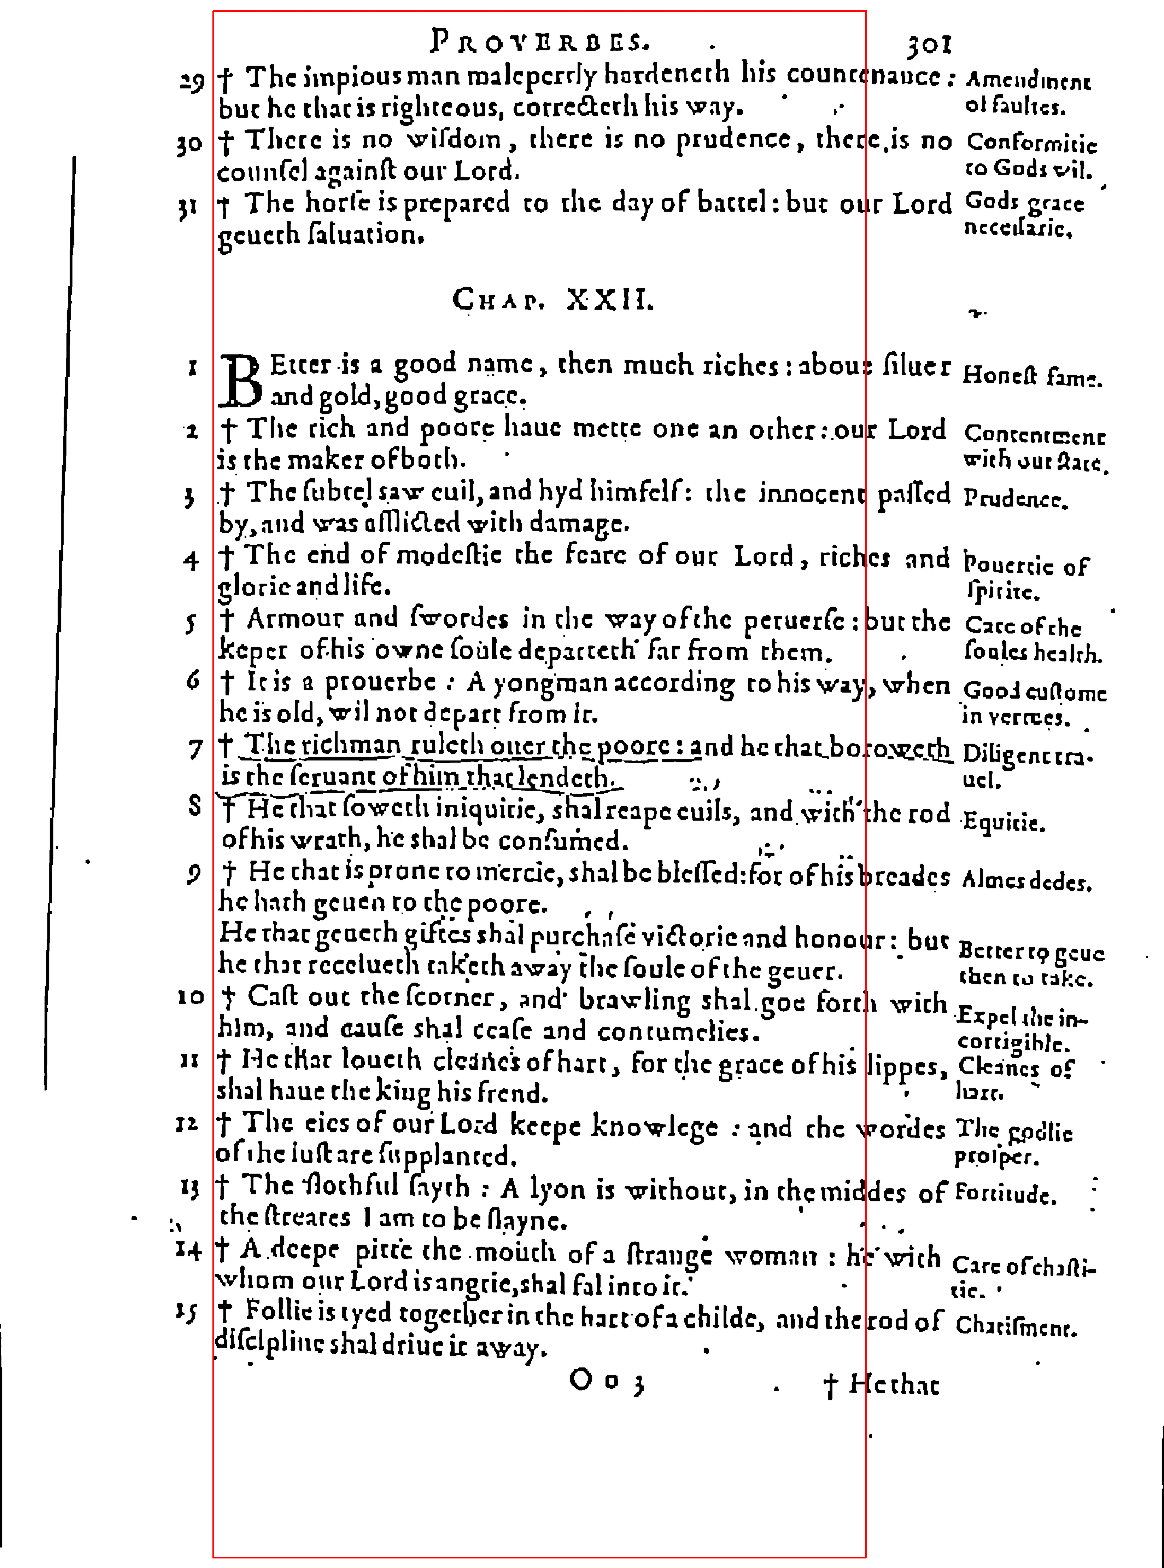 PROVERBES. 301
29 † The impious man malepertly hardeneth his countenance: Amendment
but he that is righteous, correcteth his way. of faultes.
30 † There is no wiſdom, there is no prudence, there is no Conformitie
counſel againſt our Lord. to Gods wil.
31 † The horſe is prepared to the day of battel: but our Lord Gods grace
geueth ſaluation. neceſſarie.
CHAP. XXII.
1 BEtter is a good name, then much riches: aboue ſiluer Honeſt fame.
and gold, good grace.
2 † The rich and poore haue mette one an other: our Lord Contentment
is the maker of both. with our ſtate.
3 † The ſubtel saw euil, and hyd himſelf: the innocent paſſed Prudence.
by, and was afflicted with damage.
4 † The end of modeſtie the feare of our Lord, riches and Pouertie of
glorie and life. ſpirite.
5 † Armour and ſwordes in the way of the peruerſe: but the Care of the
keper of his owne ſoule departeth far from them. ſoules health.
6 † It is a prouerbe: A yongman according to his way, when Good cuſtome
he is old, wil not depart from it. in vertues.
7 † The richman ruleth ouer the poore: and he that boroweth Diligent tra-
is the ſeruant of him that lendeth. uel.
8 † He that ſoweth iniquitie, shal reape euils, and with the rod Equitie.
of his wrath, he shal be conſumed.
9 † He that is prone to mercie, shal be bleſſed: for of his breades Almes dedes.
he hath geuen to the poore.
He that geueth giftes shal purchaſe victorie and honour: but Better to geue
he that receiueth taketh away the ſoule of the geuer. then to take.
10 † Caſt out the ſcorner, and brawling shal goe forth with Expel the in-
him, and cauſe shal ceaſe and contumelies. corrigible.
11 † He that loueth cleanes of hart, for the grace of his lippes, Cleanes of
shal haue the king his frend. hart.
12 † The eies of our Lord keepe knowlege: and the wordes The godlie
of the iuſt are ſupplanted. proſper.
13 † The ſlothful ſayth: A lyon is without, in the middes of Fortitude.
the ſtreates I am to be ſlayne.
14 † A deepe pitte the mouth of a ſtrange woman: he with Care of chaſti-
whom our Lord is angrie, shal fal into it. tie.
15 † Follie is tyed together in the hart of a childe, and the rod of Chatiſment.
diſcipline shal driue it away.
O o 3 † He that